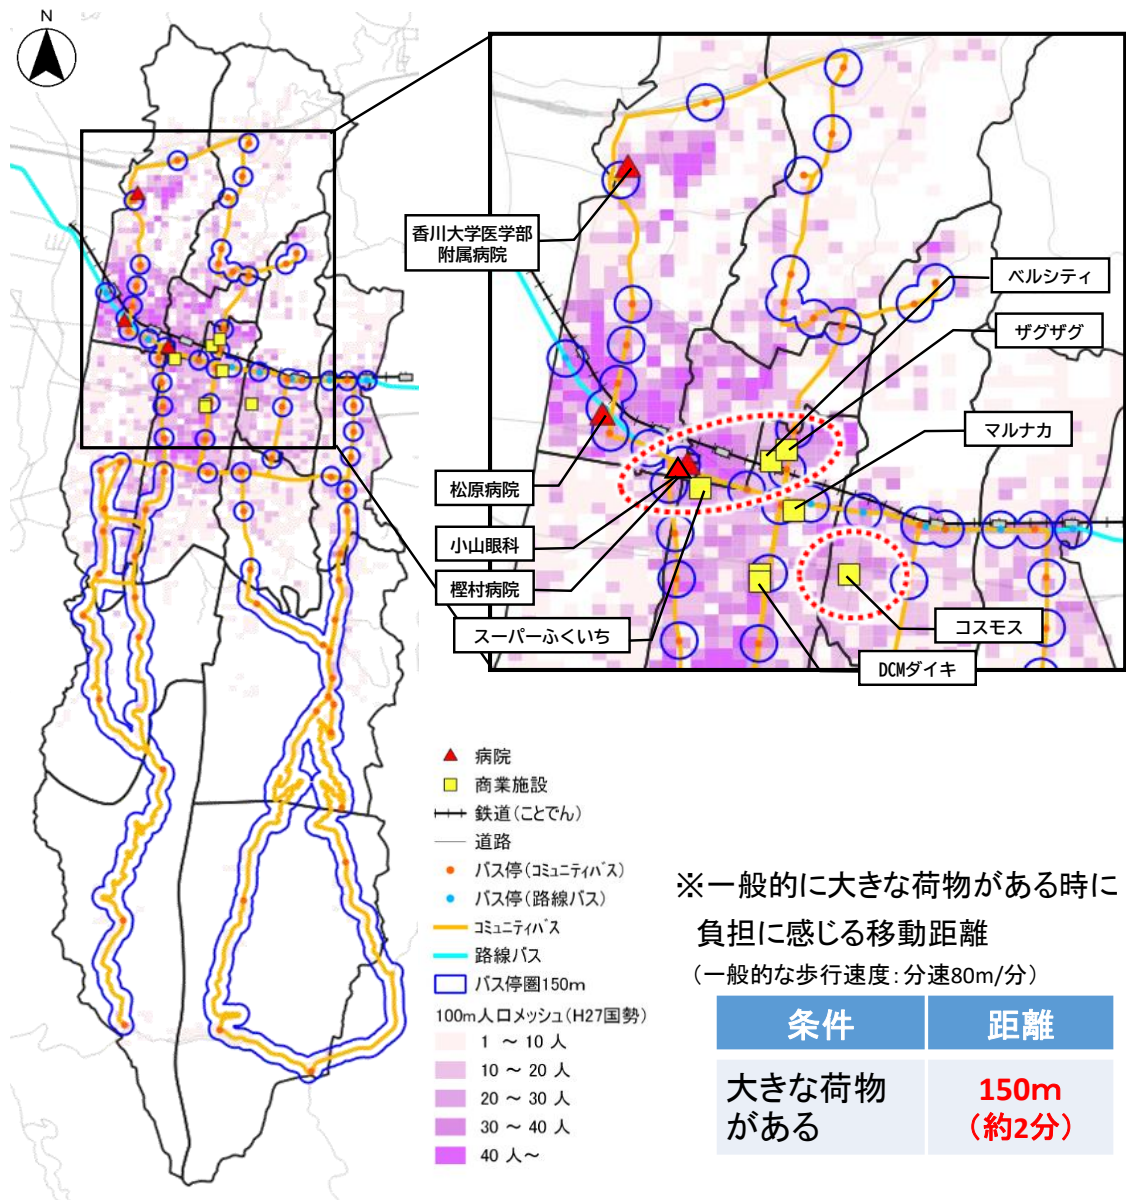 N
香川大学医学部
附属病院
ベルシティ
ザグザグ
マルナカ
松原病院
小山眼科
樫村病院
スーパーふくいち
コスモス
DCMダイキ
病院
商業施設
鉄道(ことでん)
道路
バス停(コミュニティバス)
バス停(路線バス)
コミュニティバス
路線バス
バス停圏150m
100m人口メッシュ(H27国勢)
1 ～ 10 人
10 ～ 20 人
20 ～ 30 人
30 ～ 40 人
40 人～
※一般的に大きな荷物がある時に
負担に感じる移動距離
(一般的な歩行速度:分速80m/分)
条件 距離
大きな荷物
がある
150m
(約2分)